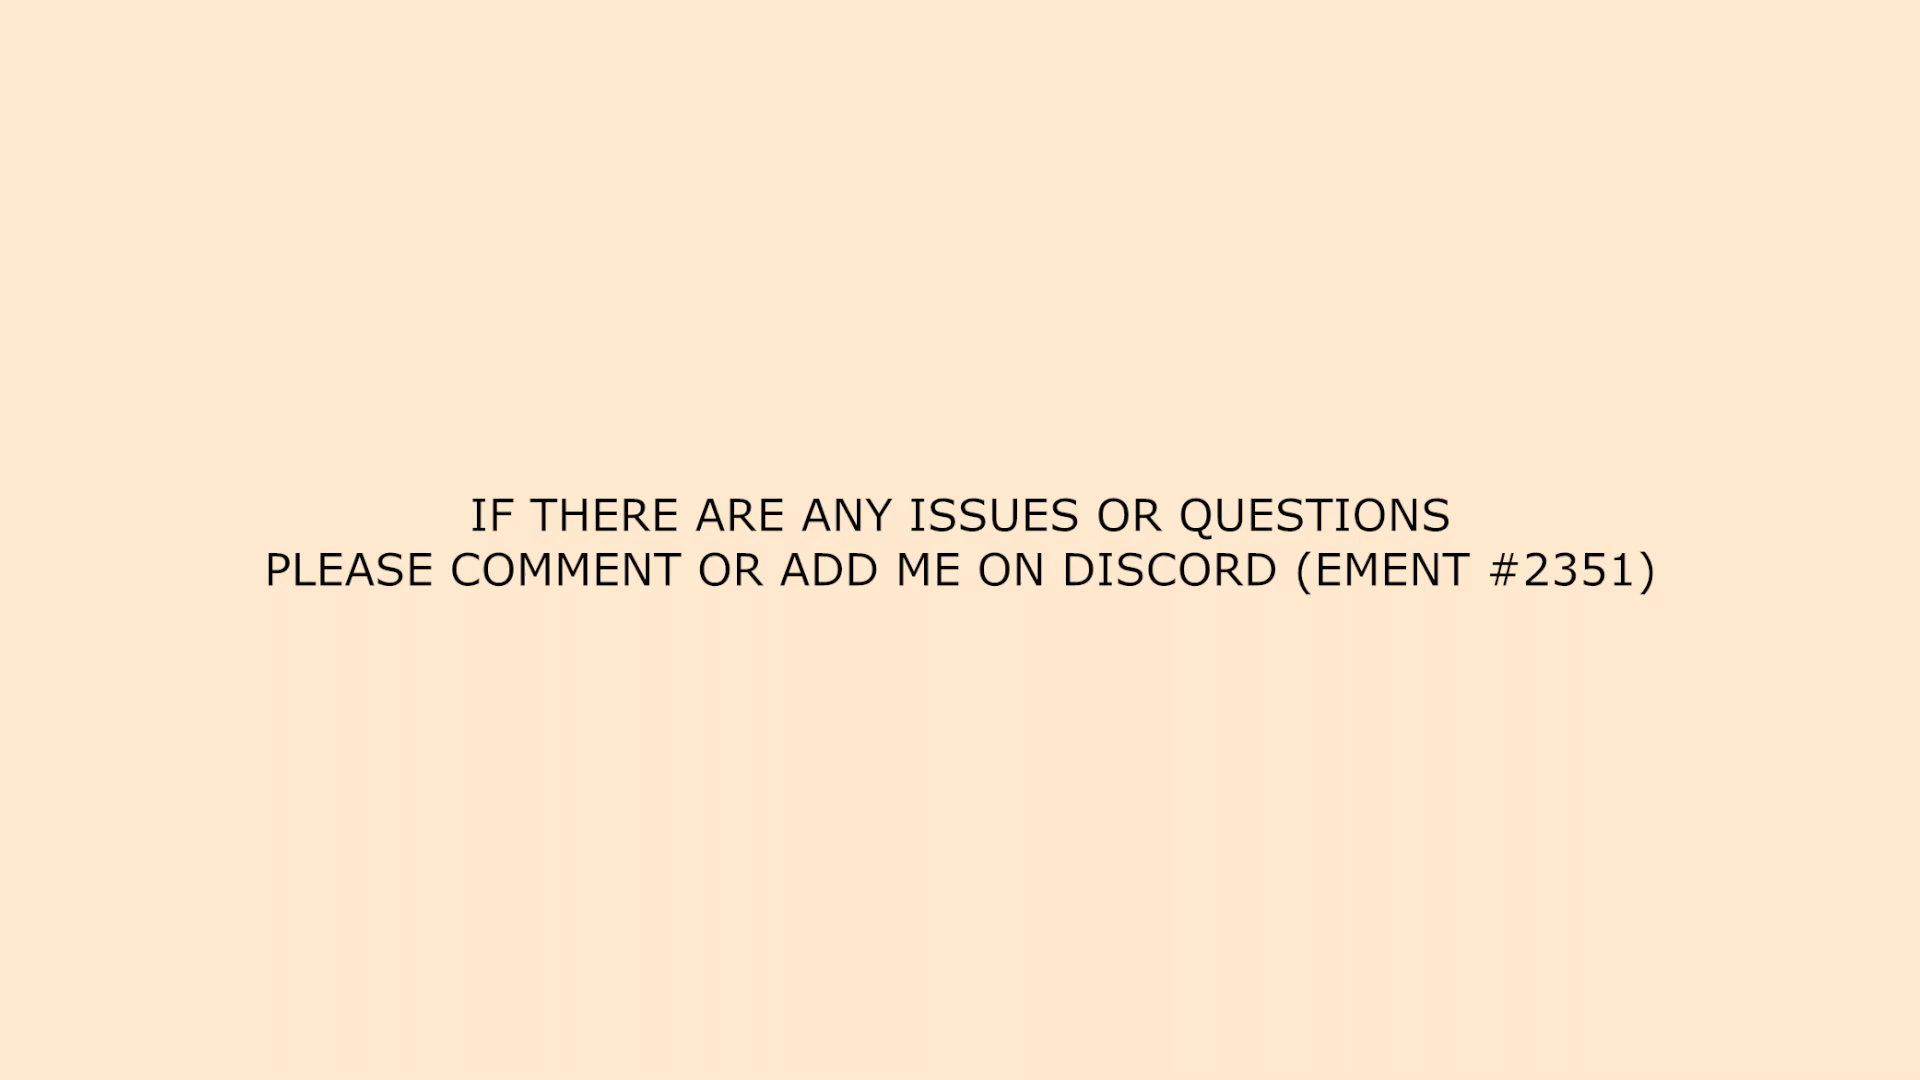 IF THERE ARE ANY ISSUES OR QUESTIONS
PLEASE COMMENT OR ADD ME ON DISCORD (EMENT #2351)